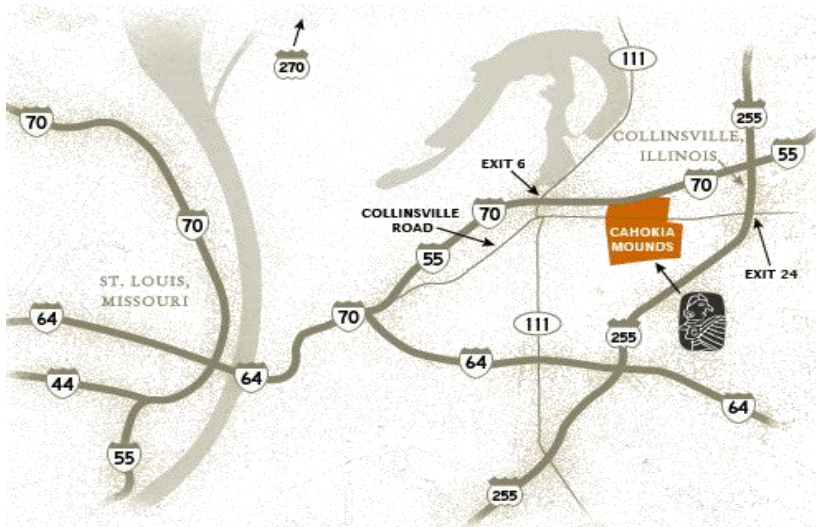 270
111
70
255
COLLINSVILLE,
ILLINOIS
55
EXIT 6
70
70
70
COLLINSVILLE
ROAD
55
CAHOKIA
MOUNDS
EXIT 24
ST. LOUIS,
MISSOURI
64
70
111
255
64
64
44
64
55
255